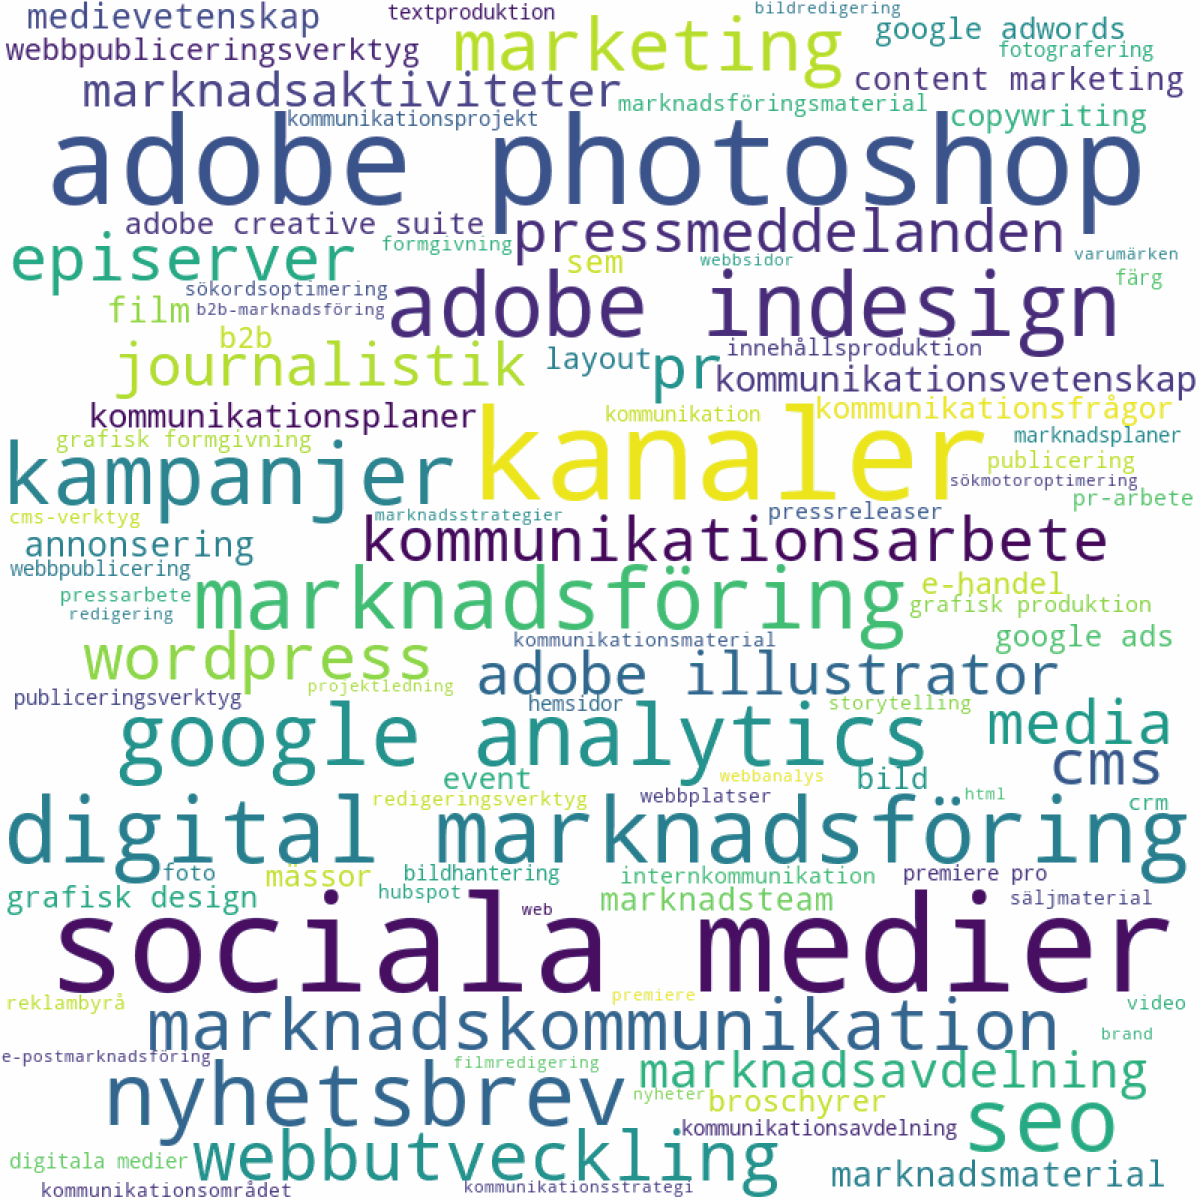 medievetenskap
textproduktion
bildredigering
google adwords
webbpubliceringsverktyg
marketing
fotografering
marknadsaktiviteter
content marketing
marknadsföringsmaterial
copywriting
kommunikationsprojekt
adobe photoshop
adobe creative suite
pressmeddelanden
episerver
formgivning
sem
webbsidor
varumärken
färg
sökordsoptimering
adobe indesign
film
b2b-marknadsföring
b2b
journalistik
layout
pr
innehållsproduktion
kommunikationsvetenskap
kommunikationsplaner
kanaler
kommunikation
kommunikationsfrågor
grafisk formgivning
marknadsplaner
kampanjer
publicering
sökmotoroptimering
pr-arbete
cms-verktyg
marknadsstrategier
pressreleaser
annonsering
kommunikationsarbete
webbpublicering
marknadsföring
e-handel
pressarbete
grafisk produktion
redigering
wordpress
kommunikationsmaterial
google ads
adobe illustrator
publiceringsverktyg
projektledning
hemsidor
storytelling
google analytics
media
cms
event
webbanalys
bild
redigeringsverktyg
webbplatser
html
crm
digital marknadsföring
foto
mässor
bildhantering
internkommunikation
premiere pro
grafisk design
hubspot
marknadsteam
säljmaterial
web
sociala medier
reklambyrå
premiere
video
marknadskommunikation
brand
e-postmarknadsföring
filmredigering
marknadsavdelning
nyhetsbrev
nyheter
broschyrer
seo
kommunikationsavdelning
digitala medier
webbutveckling
marknadsmaterial
kommunikationsområdet
kommunikationsstrategi